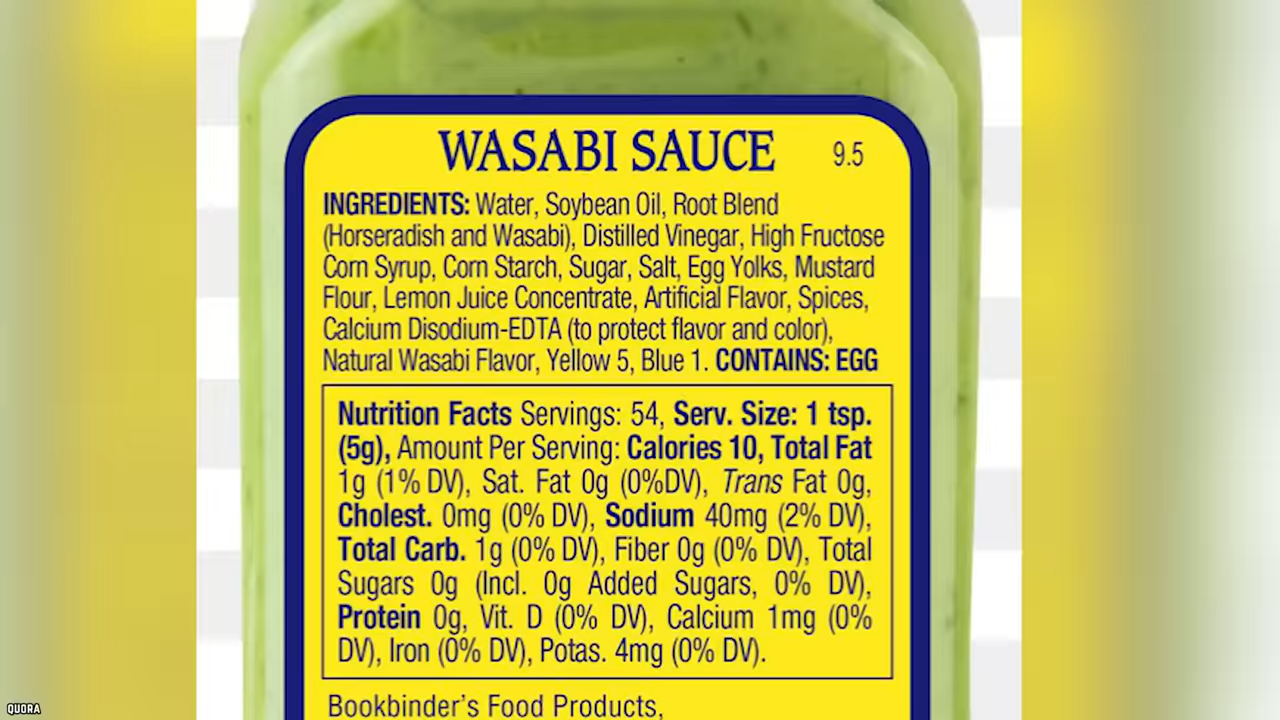 WASABI SAUCE 9.5
INGREDIENTS: Water, Soybean Oil, Root Blend
(Horseradish and Wasabi), Distilled Vinegar, High Fructose
Corn Syrup, Corn Starch, Sugar, Salt, Egg Yolks, Mustard
Flour, Lemon Juice Concentrate, Artificial Flavor, Spices,
Calcium Disodium-EDTA (to protect flavor and color),
Natural Wasabi Flavor, Yellow 5, Blue 1. CONTAINS: EGG
Nutrition Facts Servings: 54, Serv. Size: 1 tsp.
(5g), Amount Per Serving: Calories 10, Total Fat
1g (1% DV), Sat. Fat 0g (0%DV), Trans Fat 0g,
Cholest. 0mg (0% DV), Sodium 40mg (2% DV),
Total Carb. 1g (0% DV), Fiber 0g (0% DV), Total
Sugars 0g (Incl. 0g Added Sugars, 0% DV),
Protein 0g, Vit. D (0% DV), Calcium 1mg (0%
DV), Iron (0% DV), Potas. 4mg (0% DV).
Bookbinder's Food Products,
QUORA